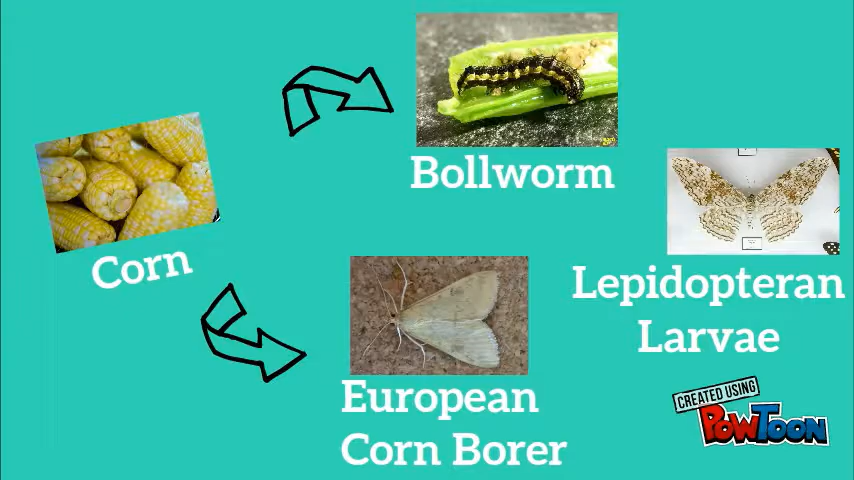 Bollworm
Corn
Lepidopteran
Larvae
European
Corn Borer
CREATED USING
POWTOON